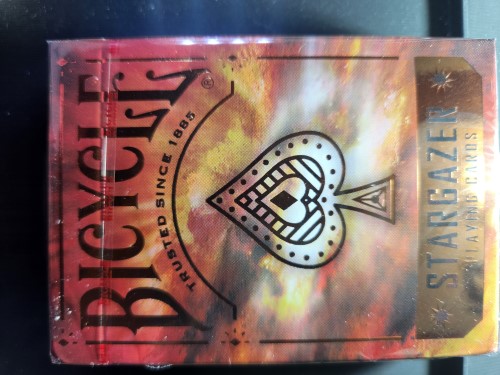 BICYCLE®
TRUSTED SINCE 1885
STARGAZER
PLAYING CARDS